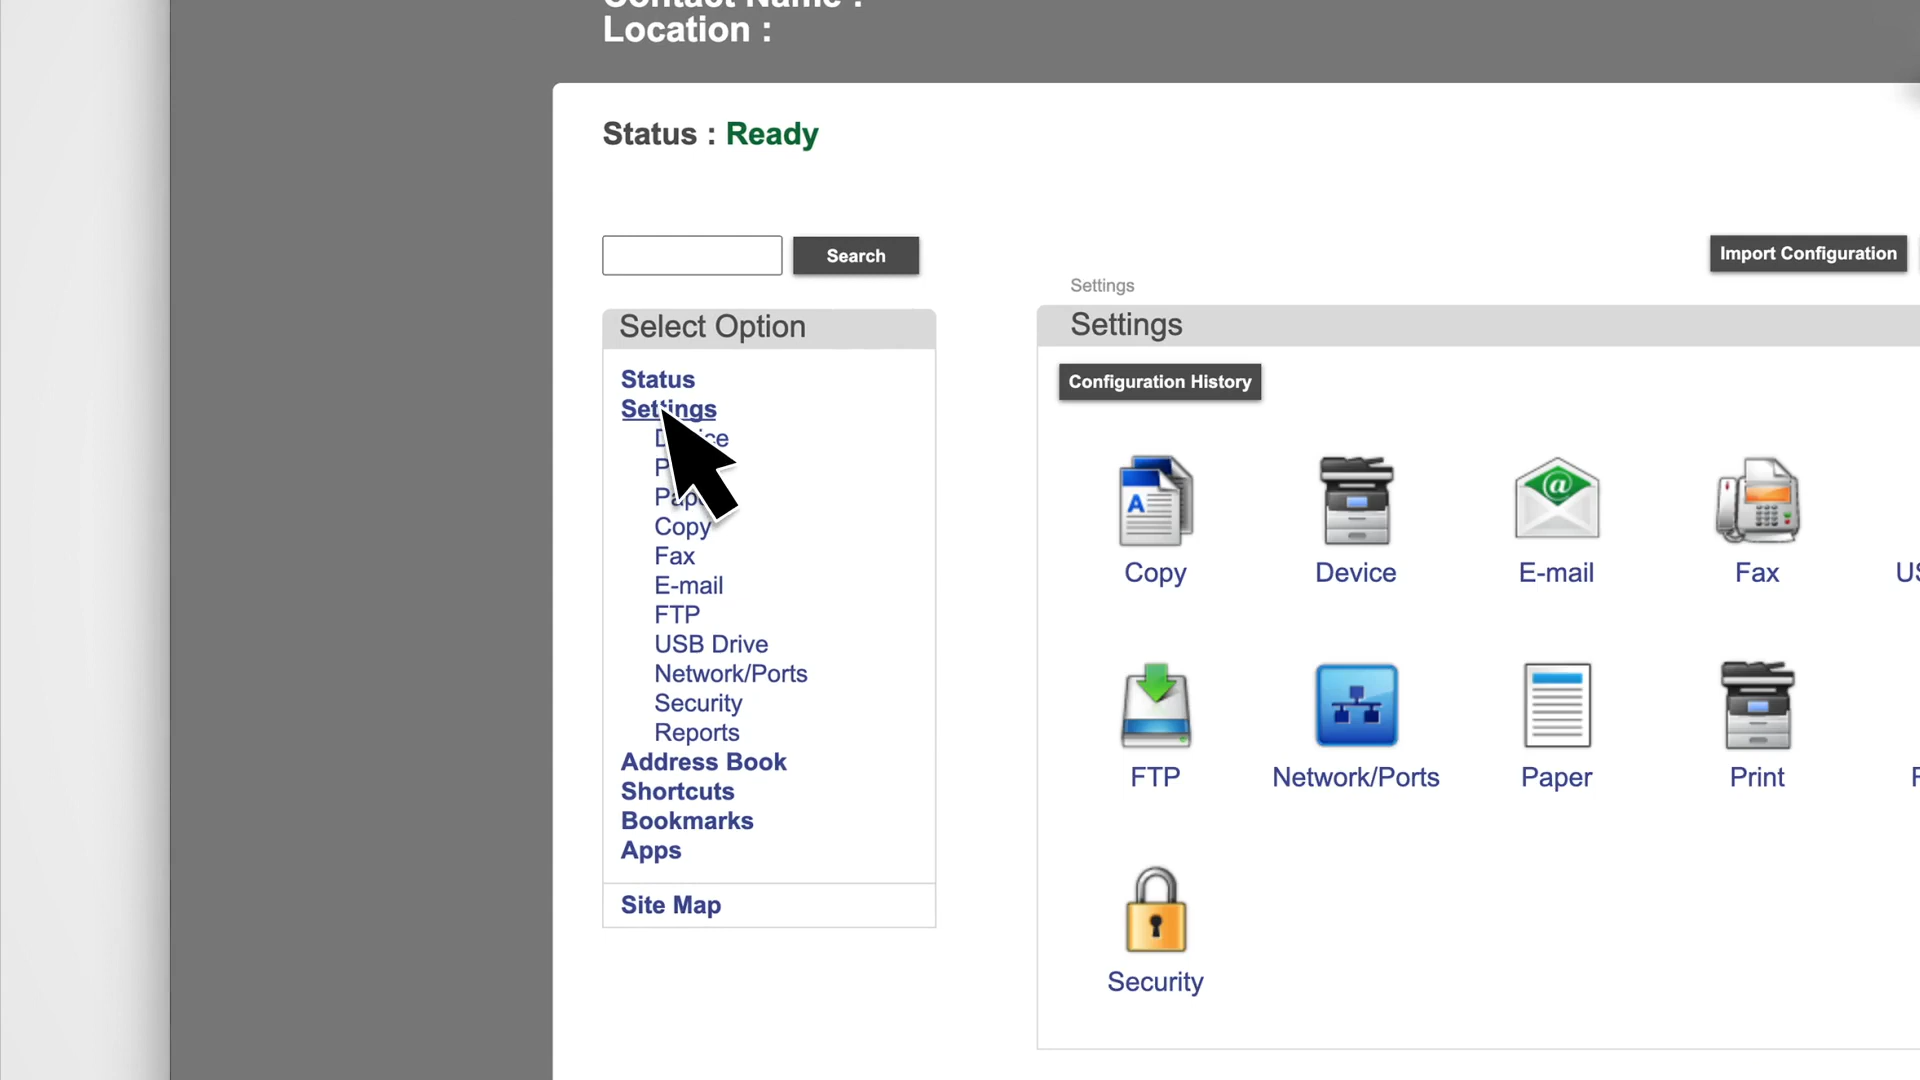 Contact Name :
Location :
Status : Ready
Search
Import Configuration
Settings
Select Option
Settings
Status
Settings
Configuration History
Copy
Fax
E-mail
FTP
USB Drive
Network/Ports
Security
Reports
Address Book
Shortcuts
Bookmarks
Apps
Site Map
Copy
Device
E-mail
Fax
FTP
Network/Ports
Paper
Print
Security